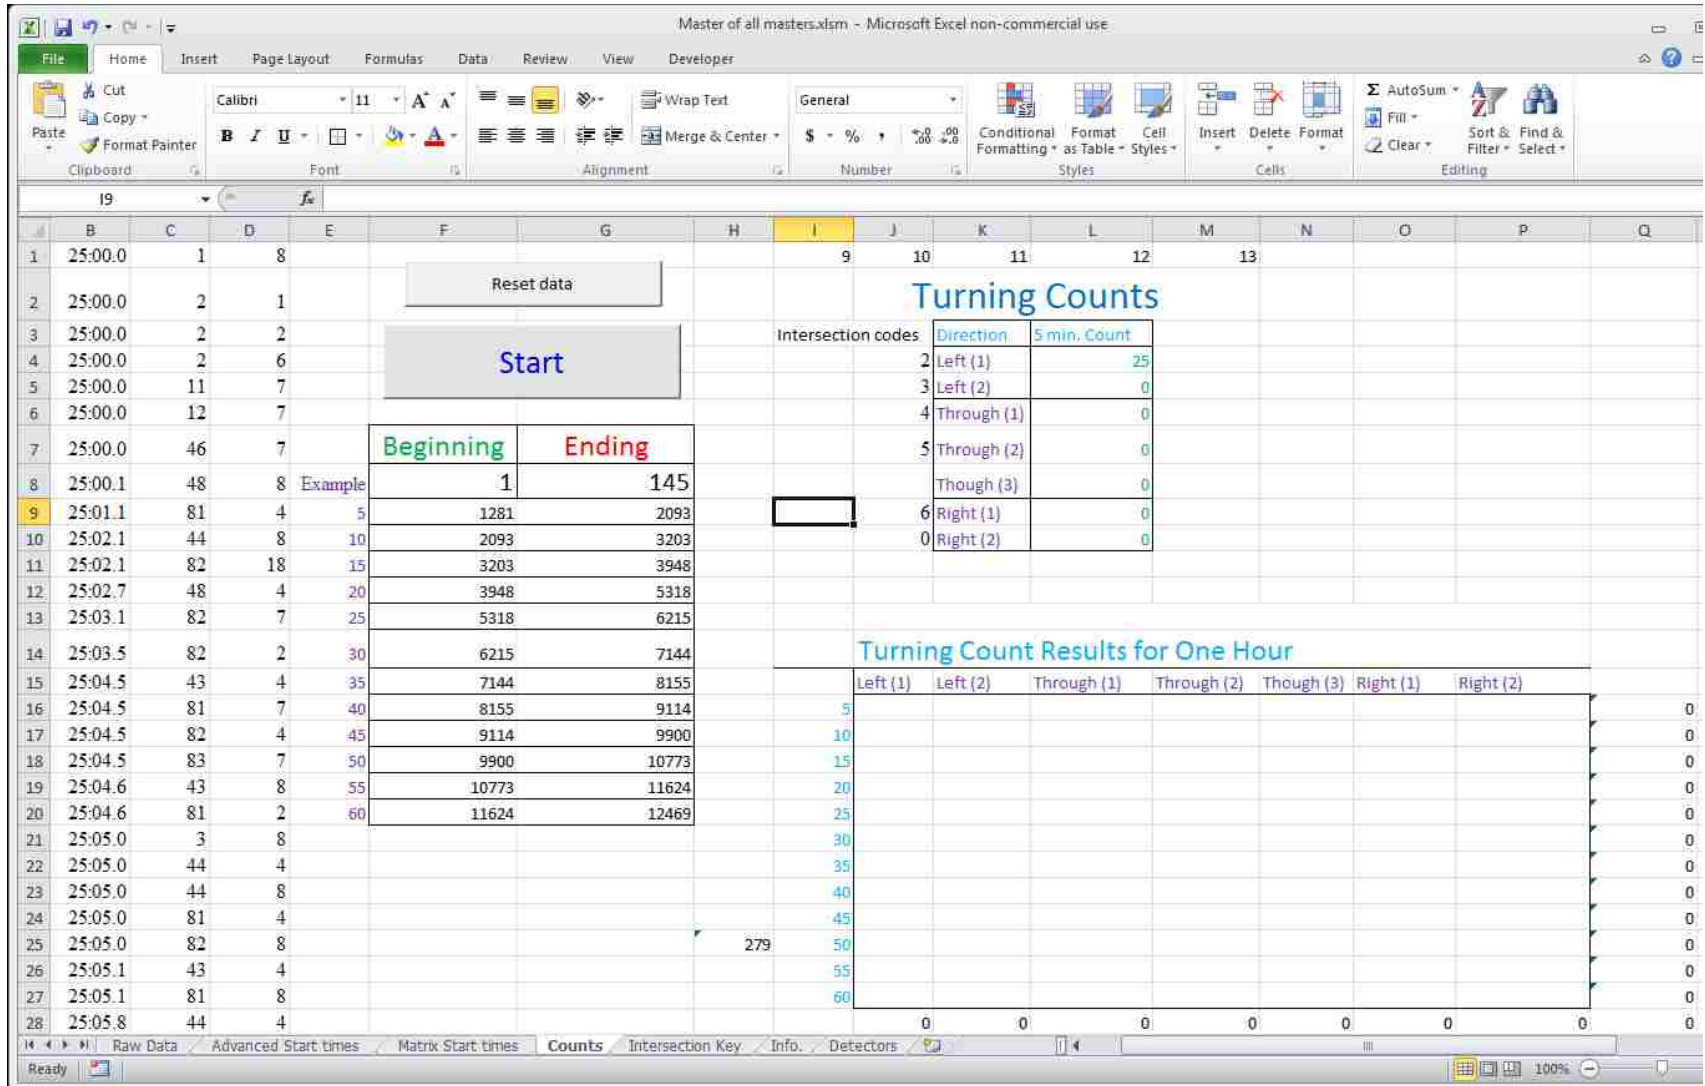 Master of all masters.xlsm - Microsoft Excel non-commercial use
File Home Insert Page Layout Formulas Data Review View Developer
Cut Calibri 11 Wrap Text General Σ AutoSum
Copy Fill
Paste Format Painter B I U Merge & Center $ % , Conditional Formatting Format as Table Cell Styles Insert Delete Format Clear Sort & Filter Find & Select
Clipboard Font Alignment Number Styles Cells Editing
I9 fx
B C D E F G H I J K L M N O P Q
1 25:00.0 1 8 Reset data 9 10 11 12 13
2 25:00.0 2 1 Turning Counts
3 25:00.0 2 2 Start Intersection codes Direction 5 min. Count
4 25:00.0 2 6 2 Left (1) 25
5 25:00.0 11 7 3 Left (2) 0
6 25:00.0 12 7 4 Through (1) 0
7 25:00.0 46 7 Beginning Ending 5 Through (2) 0
8 25:00.1 48 8 Example 1 145 Though (3) 0
9 25:01.1 81 4 5 1281 2093 6 Right (1) 0
10 25:02.1 44 8 10 2093 3203 0 Right (2) 0
11 25:02.1 82 18 15 3203 3948
12 25:02.7 48 4 20 3948 5318
13 25:03.1 82 7 25 5318 6215
14 25:03.5 82 2 30 6215 7144 Turning Count Results for One Hour
15 25:04.5 43 4 35 7144 8155 Left (1) Left (2) Through (1) Through (2) Though (3) Right (1) Right (2)
16 25:04.5 81 7 40 8155 9114 5 0
17 25:04.5 82 4 45 9114 9900 10 0
18 25:04.5 83 7 50 9900 10773 15 0
19 25:04.6 43 8 55 10773 11624 20 0
20 25:04.6 81 2 60 11624 12469 25 0
21 25:05.0 3 8 30 0
22 25:05.0 44 4 35 0
23 25:05.0 44 8 40 0
24 25:05.0 81 4 45 0
25 25:05.0 82 8 279 50 0
26 25:05.1 43 4 55 0
27 25:05.1 81 8 60 0
28 25:05.8 44 4 0 0 0 0 0 0 0 0
Raw Data Advanced Start times Matrix Start times Counts Intersection Key Info. Detectors
Ready 100%